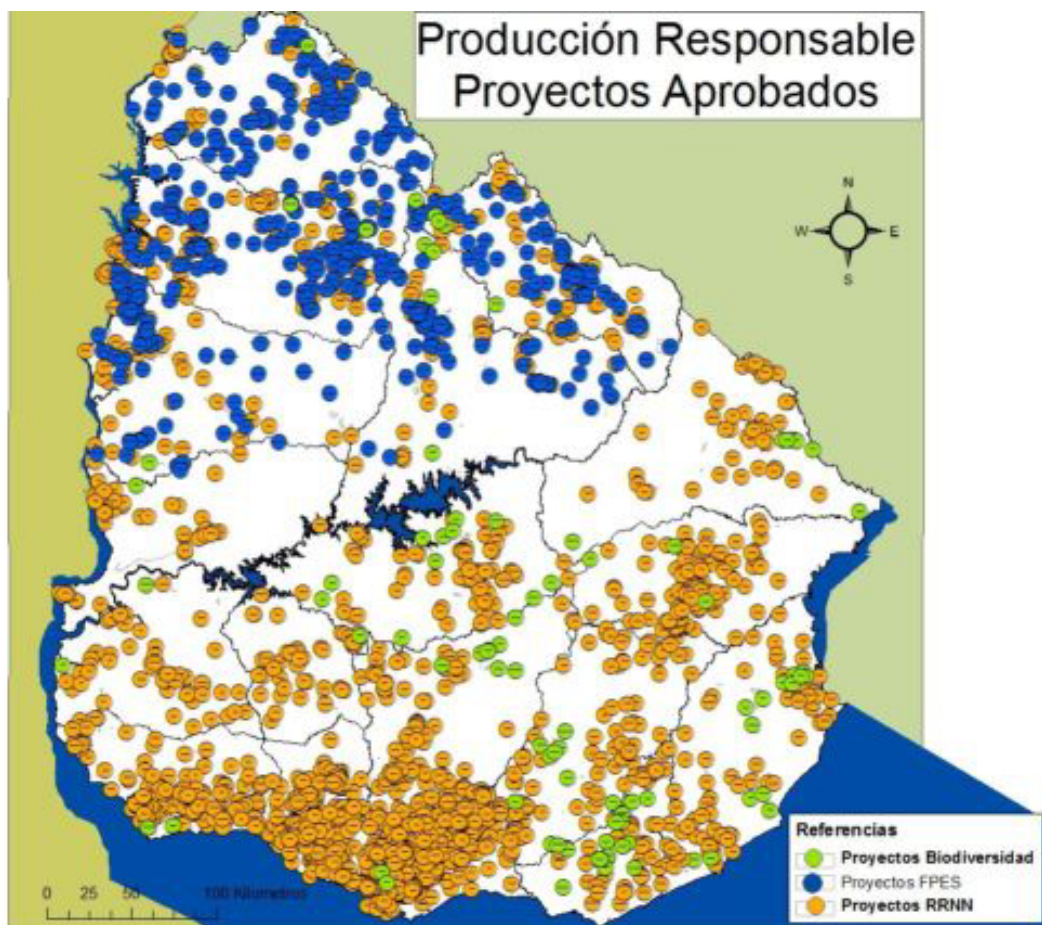 Producción Responsable
Proyectos Aprobados
N
W
E
S
Referencias
Proyectos Biodiversidad
Proyectos FPES
Proyectos RRNN
0 25 50 100 Kilometros